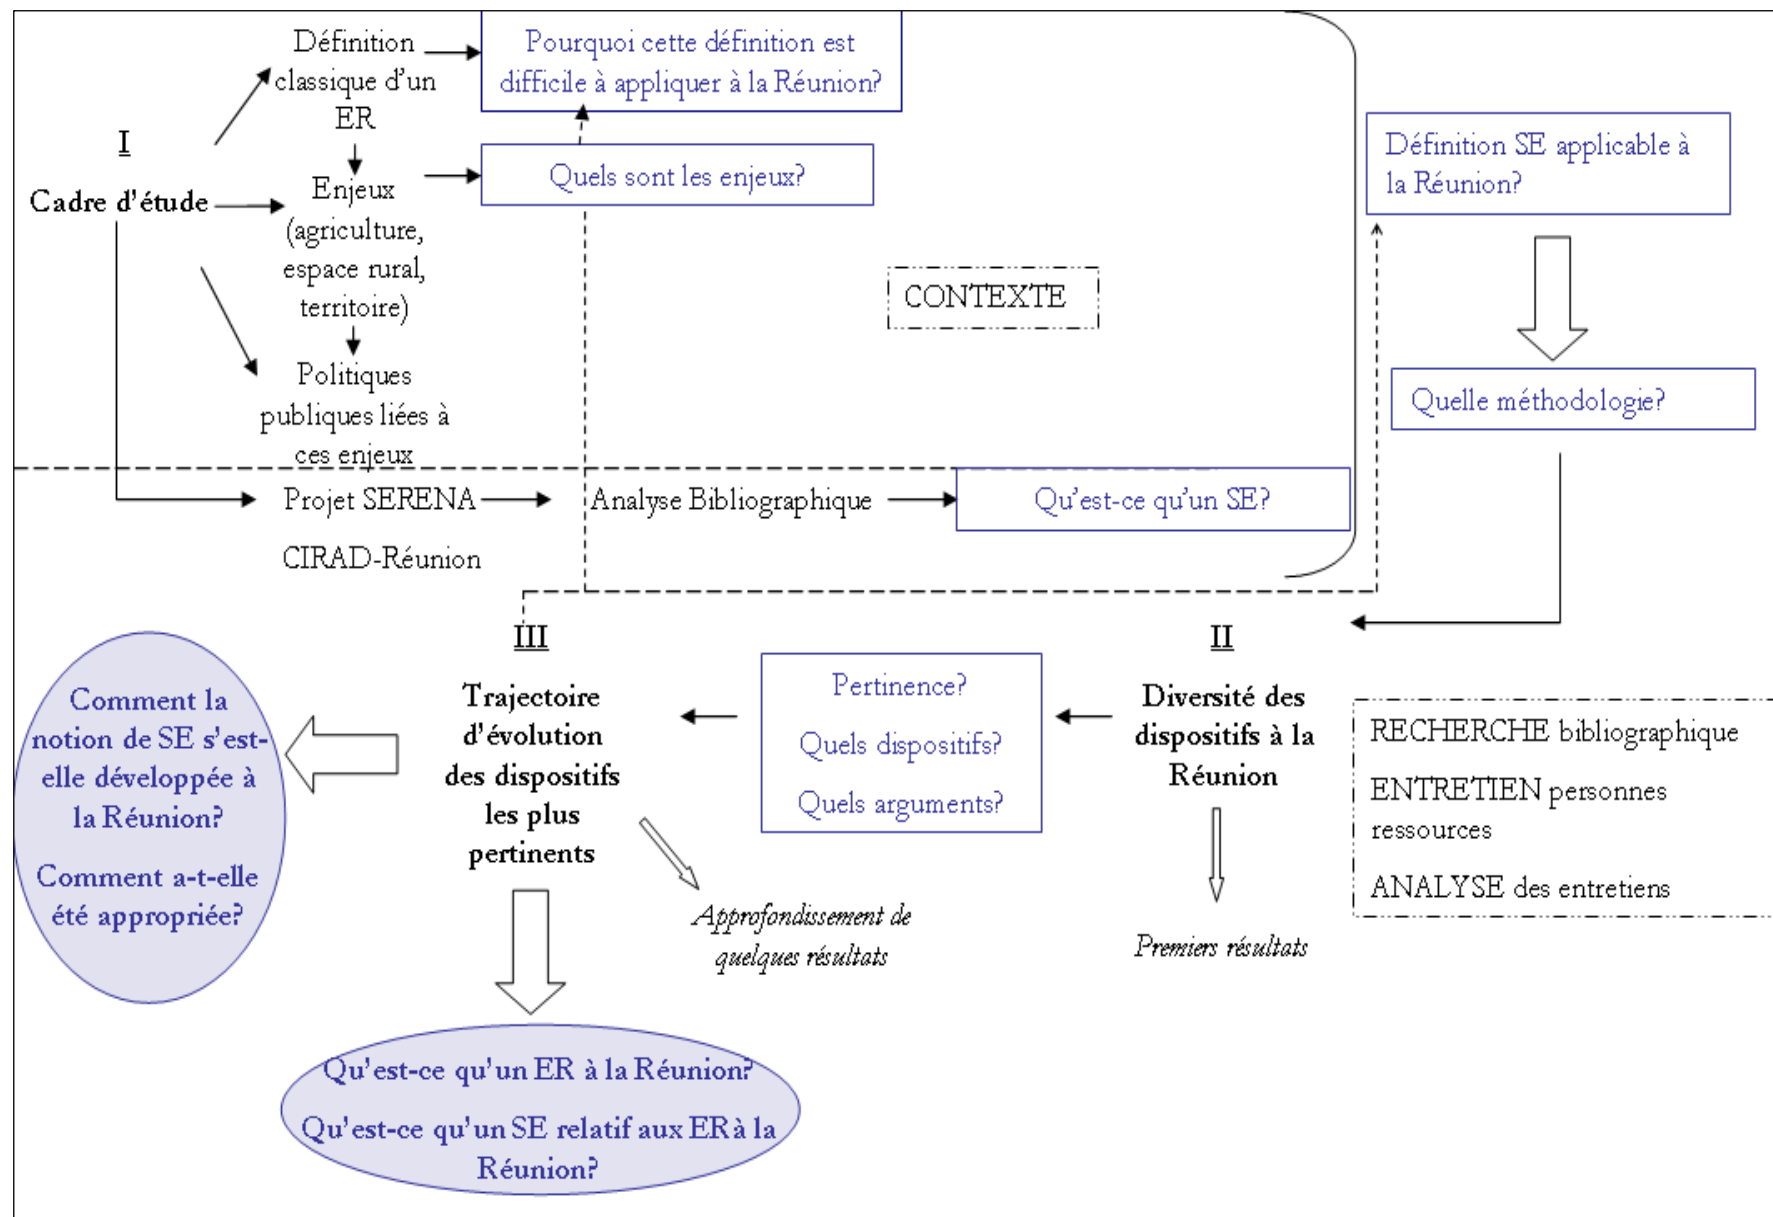 Définition
classique d'un
ER
Pourquoi cette définition est
difficile à appliquer à la Réunion?
I
Cadre d'étude
Enjeux
(agriculture,
espace rural,
territoire)
Quels sont les enjeux?
Politiques
publiques liées à
ces enjeux
CONTEXTE
Définition SE applicable à
la Réunion?
Quelle méthodologie?
Projet SERENA
CIRAD-Réunion
Analyse Bibliographique
Qu'est-ce qu'un SE?
II
Diversité des
dispositifs à la
Réunion
RECHERCHE bibliographique
ENTRETIEN personnes
ressources
ANALYSE des entretiens
Premiers résultats
Pertinence?
Quels dispositifs?
Quels arguments?
III
Trajectoire
d'évolution
des dispositifs
les plus
pertinents
Approfondissement de
quelques résultats
Comment la
notion de SE s'est-
elle développée à
la Réunion?
Comment a-t-elle
été appropriée?
Qu'est-ce qu'un ER à la Réunion?
Qu'est-ce qu'un SE relatif aux ER à la
Réunion?